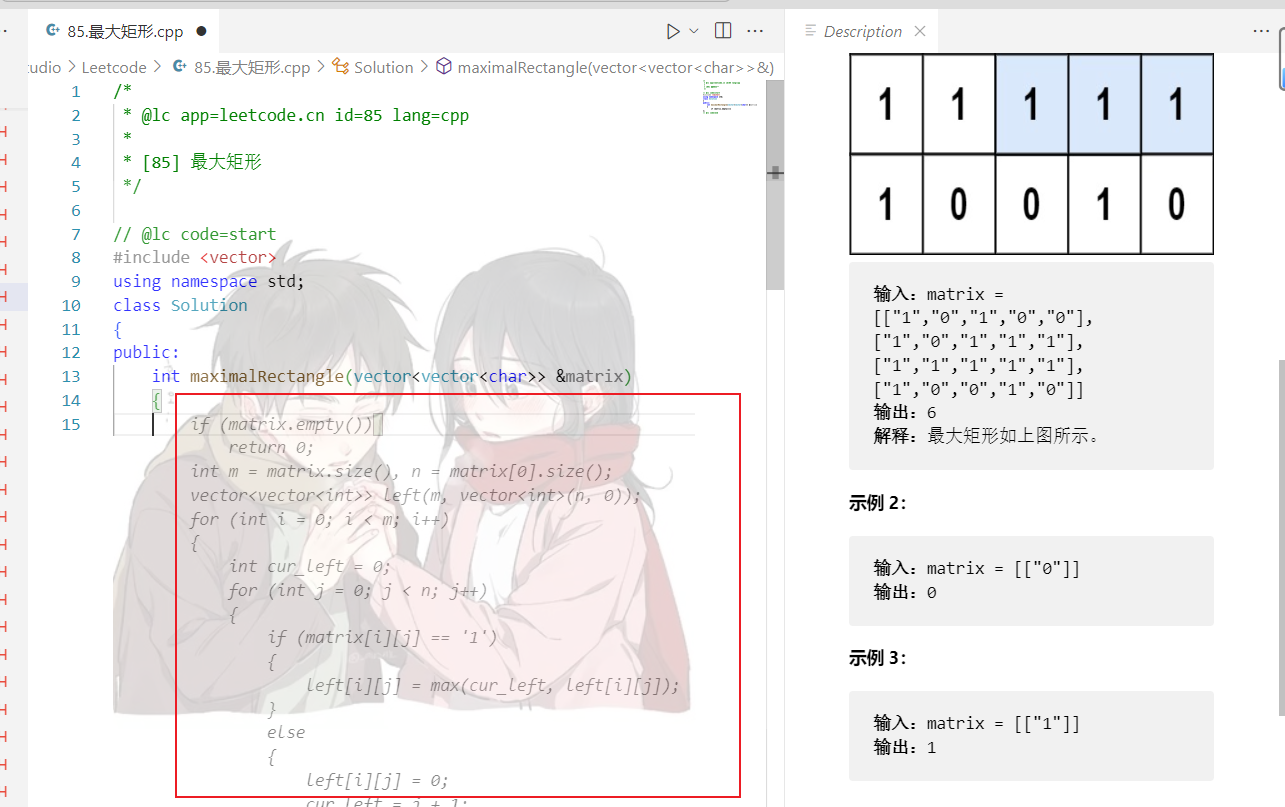 85.最大矩形.cpp
Description
udio > Leetcode > 85.最大矩形.cpp > Solution > maximalRectangle(vector<vector<char>>&)
1 /*
2  * @lc app=leetcode.cn id=85 lang=cpp
3  *
4  * [85] 最大矩形
5  */
6
7 // @lc code=start
8 #include <vector>
9 using namespace std;
10 class Solution
11 {
12 public:
13     int maximalRectangle(vector<vector<char>> &matrix)
14     {
15         if (matrix.empty())
            return 0;
        int m = matrix.size(), n = matrix[0].size();
        vector<vector<int>> left(m, vector<int>(n, 0));
        for (int i = 0; i < m; i++)
        {
            int cur_left = 0;
            for (int j = 0; j < n; j++)
            {
                if (matrix[i][j] == '1')
                {
                    left[i][j] = max(cur_left, left[i][j]);
                }
                else
                {
                    left[i][j] = 0;
                    cur_left = j + 1;
1 1 1 1 1
1 0 0 1 0
输入：matrix =
[["1","0","1","0","0"],
["1","0","1","1","1"],
["1","1","1","1","1"],
["1","0","0","1","0"]]
输出：6
解释：最大矩形如上图所示。
示例 2：
输入：matrix = [["0"]]
输出：0
示例 3：
输入：matrix = [["1"]]
输出：1